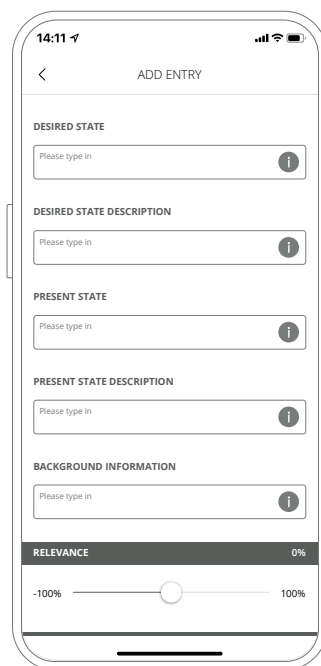 14:11
ADD ENTRY
DESIRED STATE
Please type in
i
DESIRED STATE DESCRIPTION
Please type in
i
PRESENT STATE
Please type in
i
PRESENT STATE DESCRIPTION
Please type in
i
BACKGROUND INFORMATION
Please type in
i
RELEVANCE 0%
-100% 100%